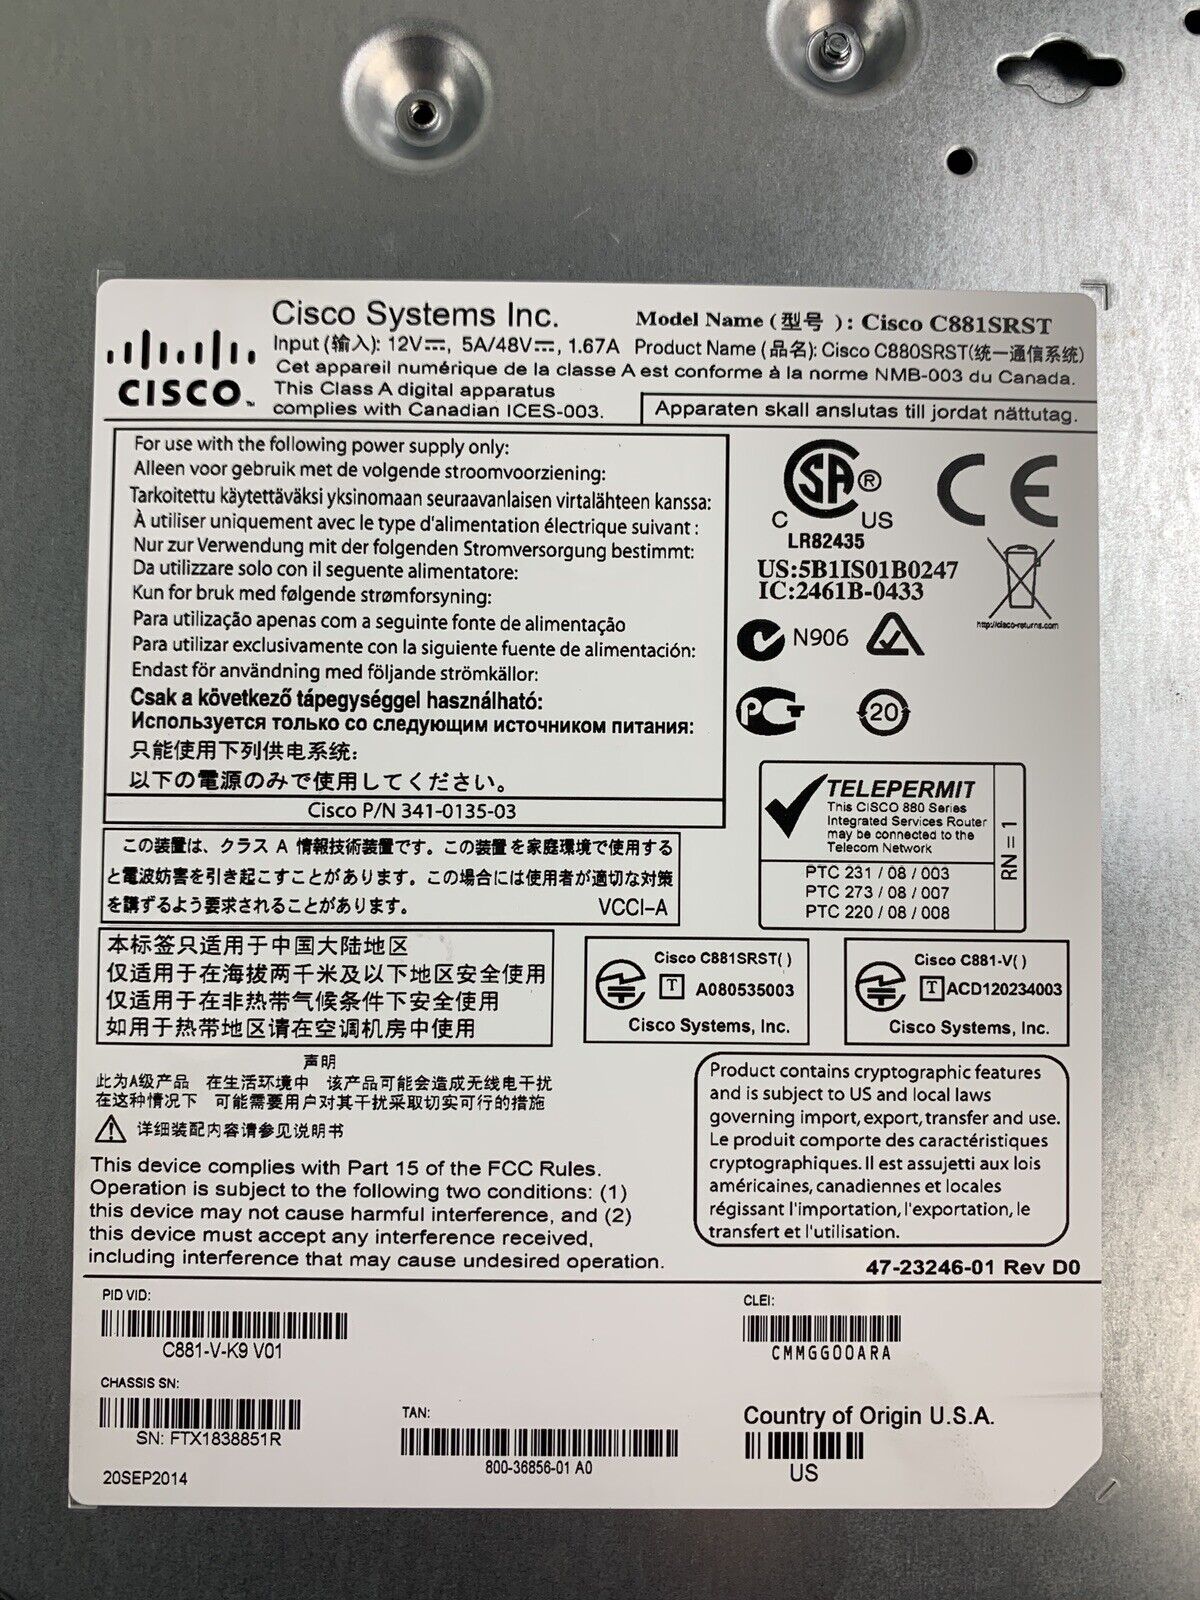 Cisco Systems Inc.
Model Name (型号): Cisco C881SRST
Input (输入): 12V⎓, 5A/48V⎓, 1.67A
Product Name (品名): Cisco C880SRST(统一通信系统)
CISCO™
Cet appareil numérique de la classe A est conforme à la norme NMB-003 du Canada.
This Class A digital apparatus
complies with Canadian ICES-003.
Apparaten skall anslutas till jordat nättutag.
For use with the following power supply only:
Alleen voor gebruik met de volgende stroomvoorziening:
Tarkoitettu käytettäväksi yksinomaan seuraavanlaisen virtalähteen kanssa:
À utiliser uniquement avec le type d'alimentation électrique suivant :
Nur zur Verwendung mit der folgenden Stromversorgung bestimmt:
Da utilizzare solo con il seguente alimentatore:
Kun for bruk med følgende strømforsyning:
Para utilização apenas com a seguinte fonte de alimentação
Para utilizar exclusivamente con la siguiente fuente de alimentación:
Endast för användning med följande strömkällor:
Csak a következő tápegységgel használható:
Используется только со следующим источником питания:
只能使用下列供电系统:
以下の電源のみで使用してください。
Cisco P/N 341-0135-03
SA ®
C US
LR82435
CE
US:5B1IS01B0247
IC:2461B-0433
http://cisco-returns.com
N906
20
TELEPERMIT
This CISCO 880 Series
Integrated Services Router
may be connected to the
Telecom Network
PTC 231 / 08 / 003
PTC 273 / 08 / 007
PTC 220 / 08 / 008
RN = 1
この装置は、クラス A 情報技術装置です。この装置を家庭環境で使用する
と電波妨害を引き起こすことがあります。この場合には使用者が適切な対策
を講ずるよう要求されることがあります。
VCCI-A
本标签只适用于中国大陆地区
仅适用于在海拔两千米及以下地区安全使用
仅适用于在非热带气候条件下安全使用
如用于热带地区请在空调机房中使用
Cisco C881SRST( )
T A080535003
Cisco Systems, Inc.
Cisco C881-V( )
T ACD120234003
Cisco Systems, Inc.
声明
此为A级产品 在生活环境中 该产品可能会造成无线电干扰
在这种情况下 可能需要用户对其干扰采取切实可行的措施
详细装配内容请参见说明书
Product contains cryptographic features
and is subject to US and local laws
governing import, export, transfer and use.
Le produit comporte des caractéristiques
cryptographiques. Il est assujetti aux lois
américaines, canadiennes et locales
régissant l'importation, l'exportation, le
transfert et l'utilisation.
This device complies with Part 15 of the FCC Rules.
Operation is subject to the following two conditions: (1)
this device may not cause harmful interference, and (2)
this device must accept any interference received,
including interference that may cause undesired operation.
47-23246-01 Rev D0
PID VID:
C881-V-K9 V01
CLEI:
CMMGG00ARA
CHASSIS SN:
SN: FTX1838851R
TAN:
800-36856-01 A0
Country of Origin U.S.A.
US
20SEP2014